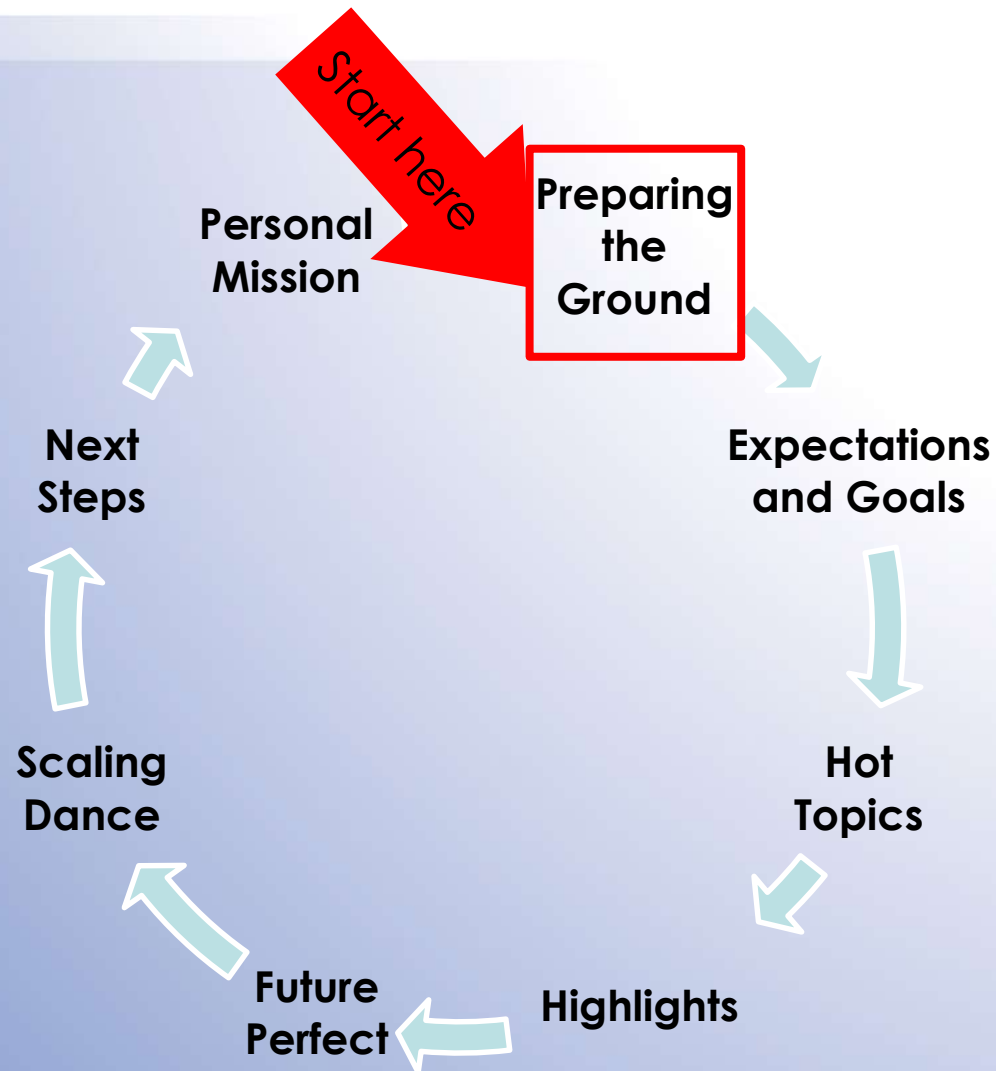 Start here
Preparing
the
Ground
Expectations
and Goals
Hot
Topics
Highlights
Future
Perfect
Scaling
Dance
Next
Steps
Personal
Mission